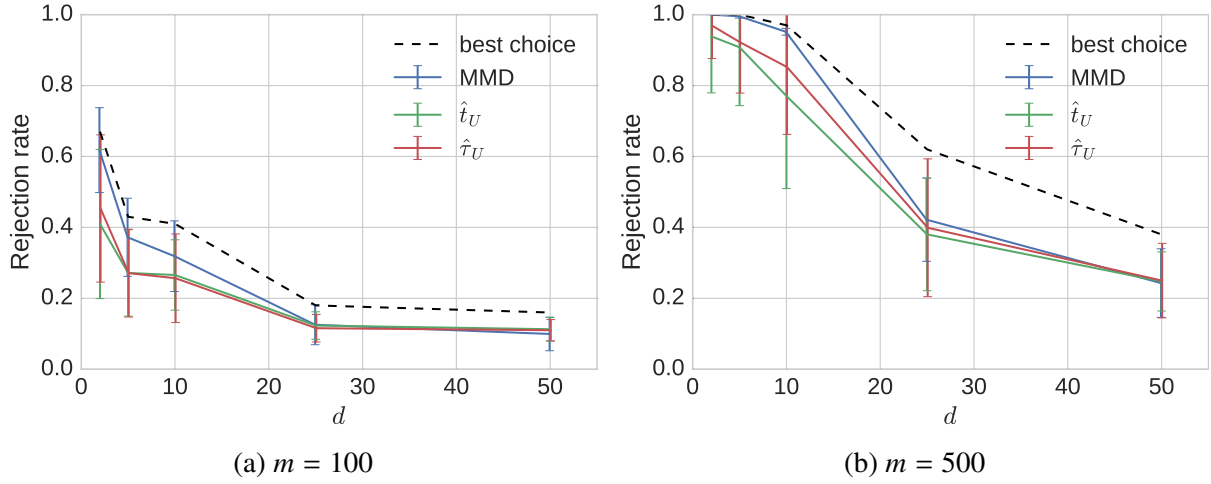 1.0
0.8
0.6
0.4
0.2
0.0
Rejection rate
0 10 20 30 40 50
d
best choice
MMD
t̂_U
τ̂_U
(a) m = 100
1.0
0.8
0.6
0.4
0.2
0.0
Rejection rate
0 10 20 30 40 50
d
best choice
MMD
t̂_U
τ̂_U
(b) m = 500